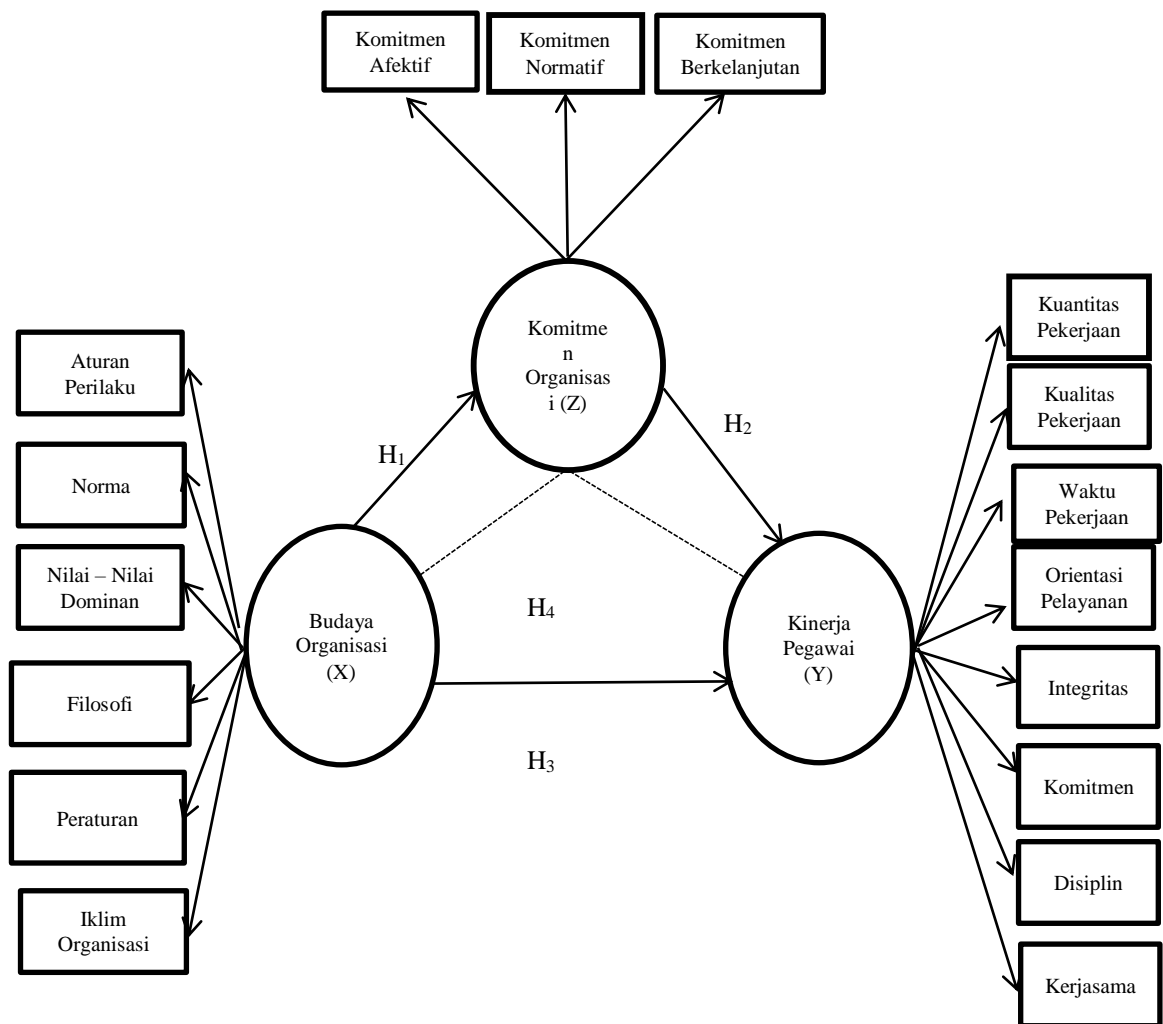 Komitmen
Afektif
Komitmen
Normatif
Komitmen
Berkelanjutan
Komitme
n
Organisas
i (Z)
Kuantitas
Pekerjaan
Kualitas
Pekerjaan
Waktu
Pekerjaan
Orientasi
Pelayanan
Integritas
Komitmen
Disiplin
Kerjasama
Aturan
Perilaku
Norma
Nilai – Nilai
Dominan
Filosofi
Peraturan
Iklim
Organisasi
H₁
H₂
H₄
H₃
Budaya
Organisasi
(X)
Kinerja
Pegawai
(Y)